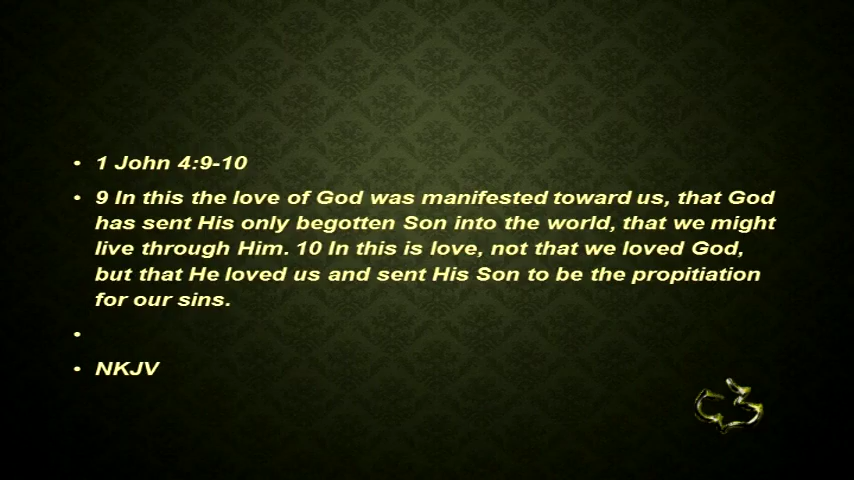 • 1 John 4:9-10
• 9 In this the love of God was manifested toward us, that God
has sent His only begotten Son into the world, that we might
live through Him. 10 In this is love, not that we loved God,
but that He loved us and sent His Son to be the propitiation
for our sins.
•
• NKJV
C3